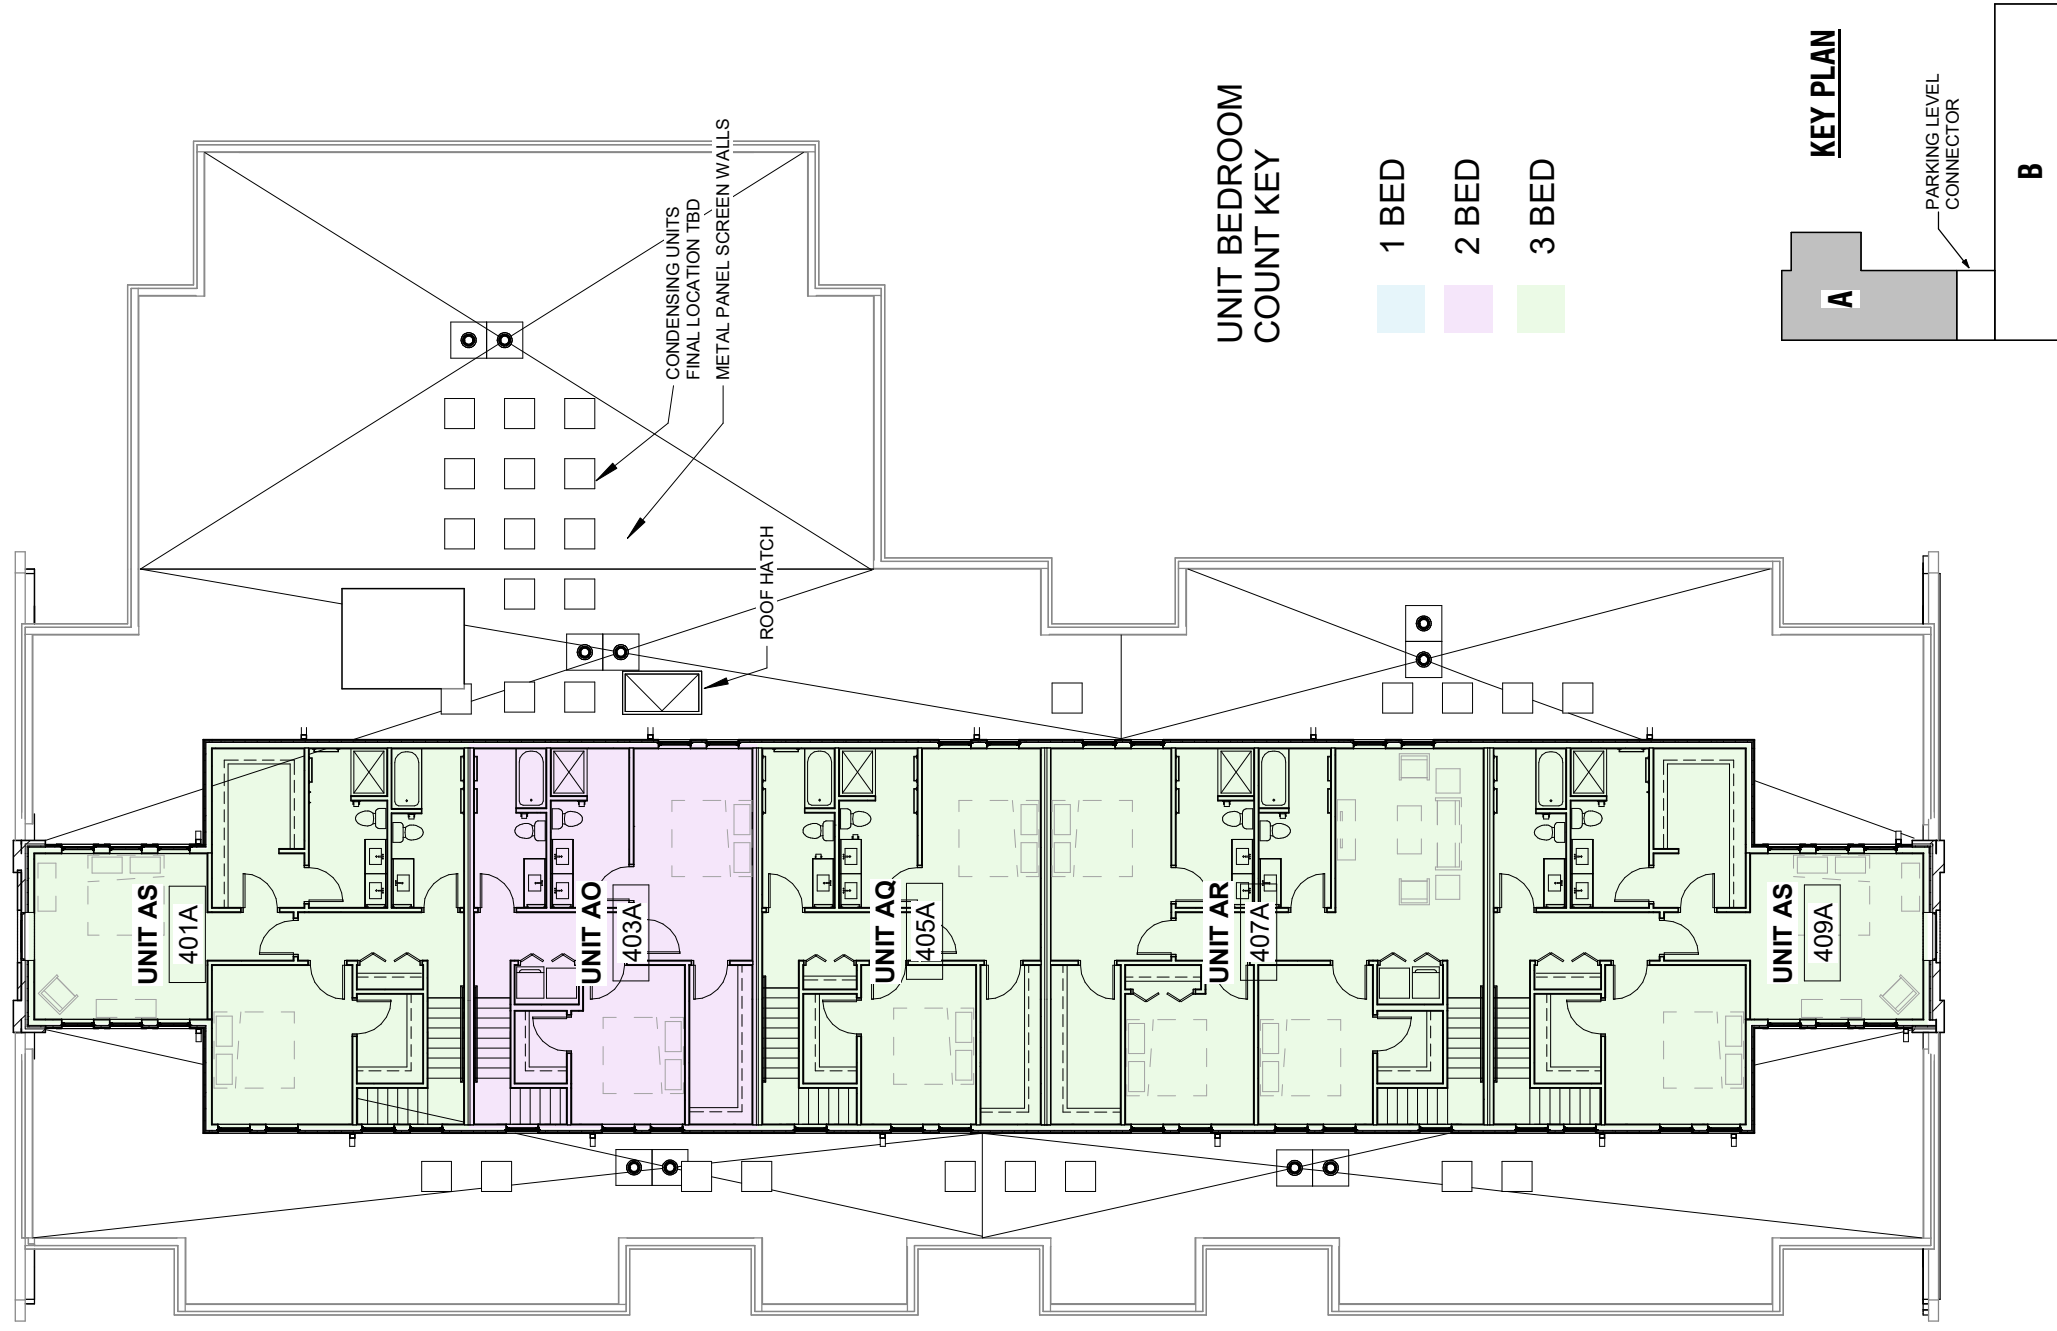 UNIT AS
401A
UNIT AO
403A
UNIT AQ
405A
UNIT AR
407A
UNIT AS
409A
ROOF HATCH
CONDENSING UNITS
FINAL LOCATION TBD
METAL PANEL SCREEN WALLS
UNIT BEDROOM
COUNT KEY
1 BED
2 BED
3 BED
KEY PLAN
PARKING LEVEL
CONNECTOR
A
B